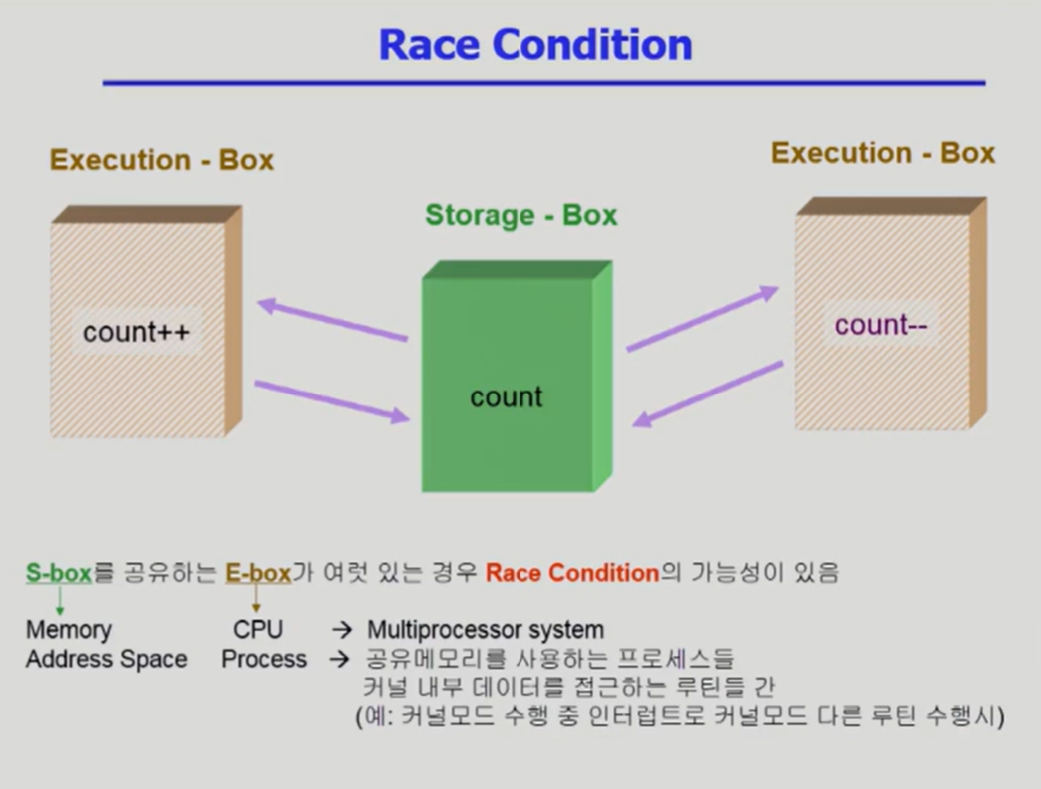 Race Condition
Execution - Box
Execution - Box
Storage - Box
count++
count--
count
S-box를 공유하는 E-box가 여럿 있는 경우 Race Condition의 가능성이 있음
Memory CPU → Multiprocessor system
Address Space Process → 공유메모리를 사용하는 프로세스들
커널 내부 데이터를 접근하는 루틴들 간
(예: 커널모드 수행 중 인터럽트로 커널모드 다른 루틴 수행시)